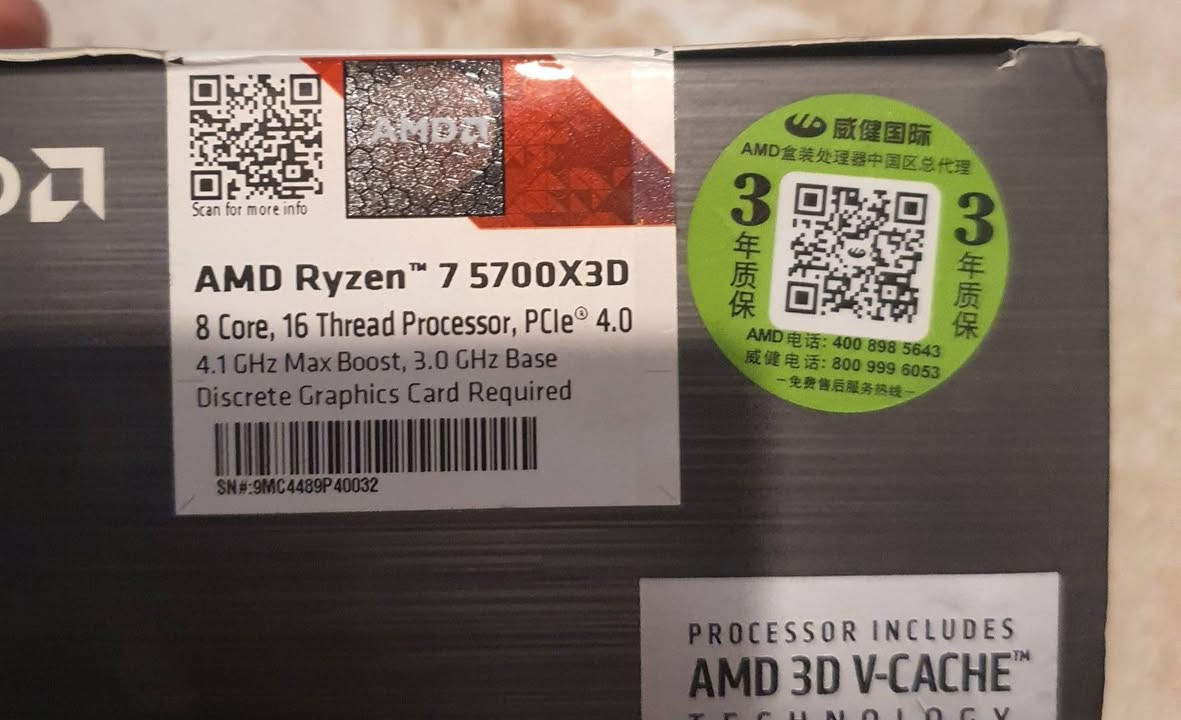 Scan for more info
AMD
AMD Ryzen™ 7 5700X3D
8 Core, 16 Thread Processor, PCIe® 4.0
4.1 GHz Max Boost, 3.0 GHz Base
Discrete Graphics Card Required
SN#:9MC4489P40032
威健国际
AMD盒装处理器中国区总代理
3年质保
3年质保
AMD电话: 400 898 5643
威健电话: 800 999 6053
–免费售后服务热线–
PROCESSOR INCLUDES
AMD 3D V-CACHE™
TECHNOLOGY